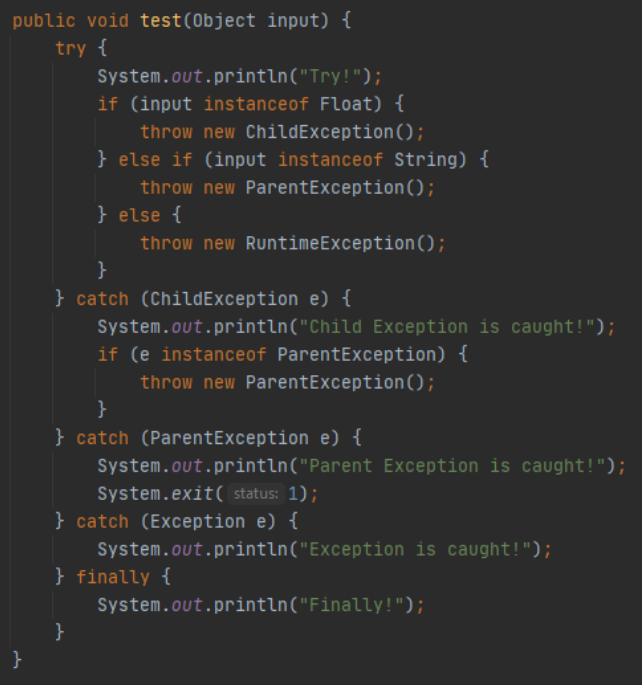 public void test(Object input) {
    try {
        System.out.println("Try!");
        if (input instanceof Float) {
            throw new ChildException();
        } else if (input instanceof String) {
            throw new ParentException();
        } else {
            throw new RuntimeException();
        }
    } catch (ChildException e) {
        System.out.println("Child Exception is caught!");
        if (e instanceof ParentException) {
            throw new ParentException();
        }
    } catch (ParentException e) {
        System.out.println("Parent Exception is caught!");
        System.exit( status: 1);
    } catch (Exception e) {
        System.out.println("Exception is caught!");
    } finally {
        System.out.println("Finally!");
    }
}